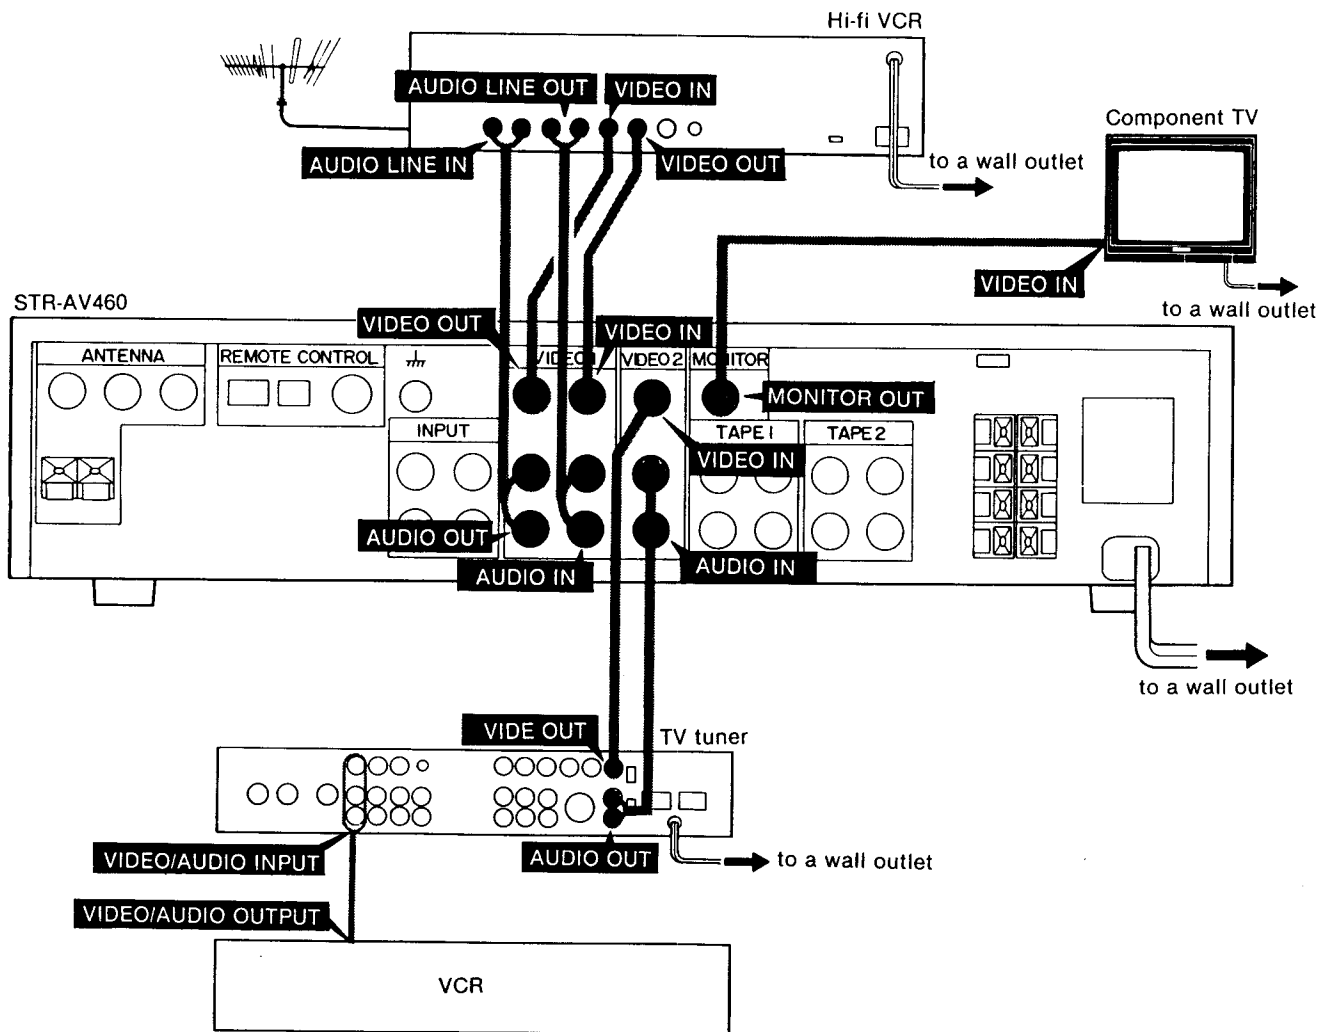 Hi-fi VCR
AUDIO LINE OUT
VIDEO IN
AUDIO LINE IN
VIDEO OUT
to a wall outlet
Component TV
VIDEO IN
to a wall outlet
STR-AV460
VIDEO OUT
VIDEO IN
ANTENNA
REMOTE CONTROL
VIDEO 1
VIDEO 2
MONITOR
MONITOR OUT
INPUT
TAPE 1
TAPE 2
VIDEO IN
AUDIO OUT
AUDIO IN
AUDIO IN
to a wall outlet
VIDE OUT
TV tuner
VIDEO/AUDIO INPUT
AUDIO OUT
to a wall outlet
VIDEO/AUDIO OUTPUT
VCR